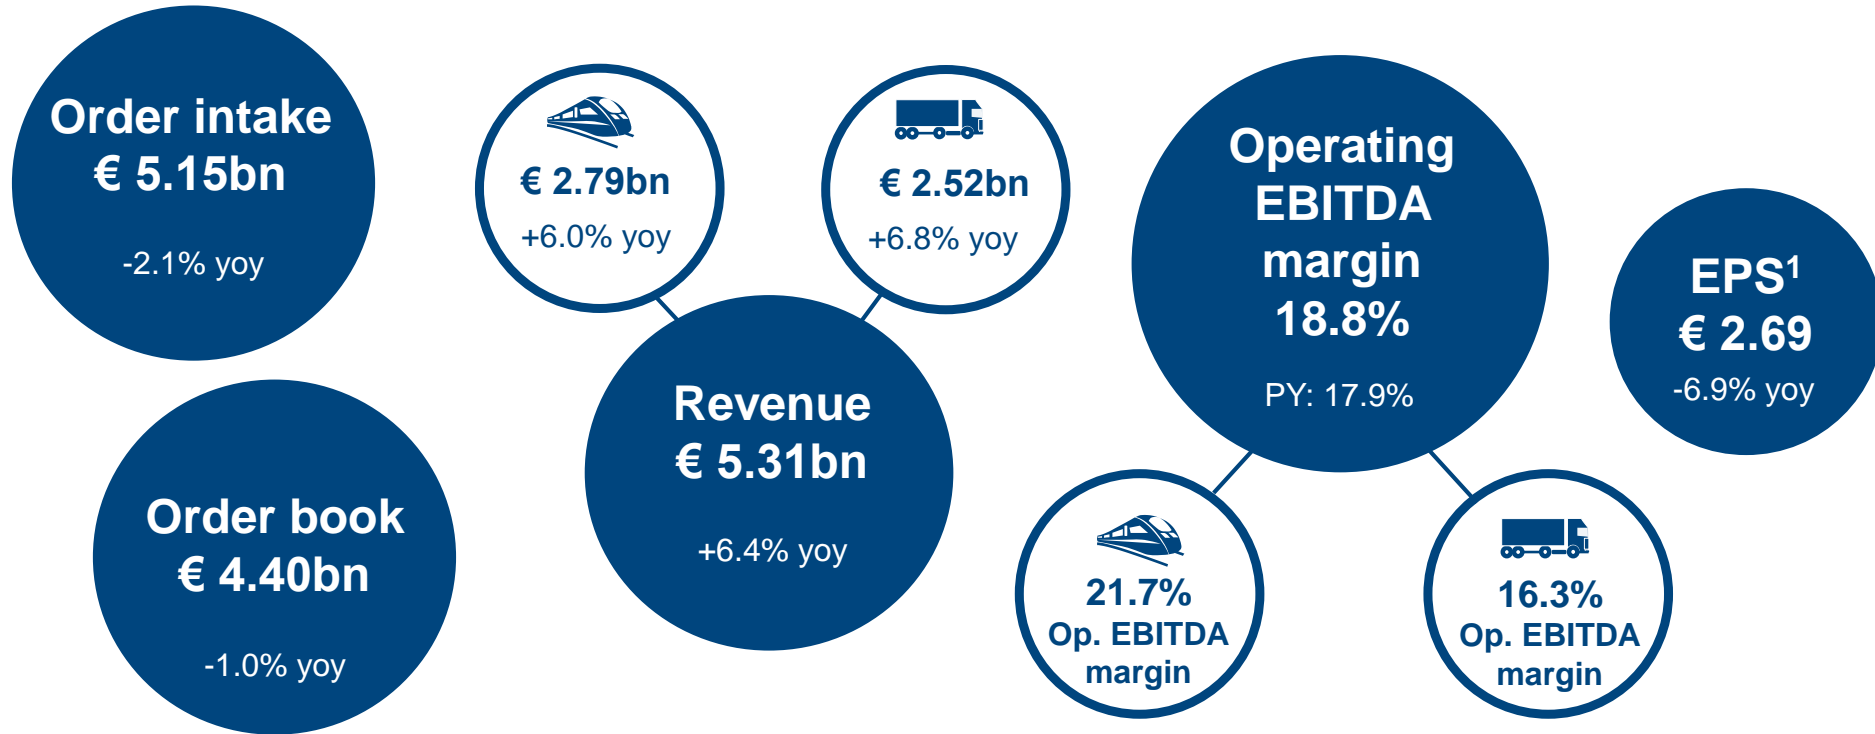 Order intake
€ 5.15bn
-2.1% yoy
Order book
€ 4.40bn
-1.0% yoy
€ 2.79bn
+6.0% yoy
€ 2.52bn
+6.8% yoy
Revenue
€ 5.31bn
+6.4% yoy
Operating
EBITDA
margin
18.8%
PY: 17.9%
21.7%
Op. EBITDA
margin
16.3%
Op. EBITDA
margin
EPS¹
€ 2.69
-6.9% yoy